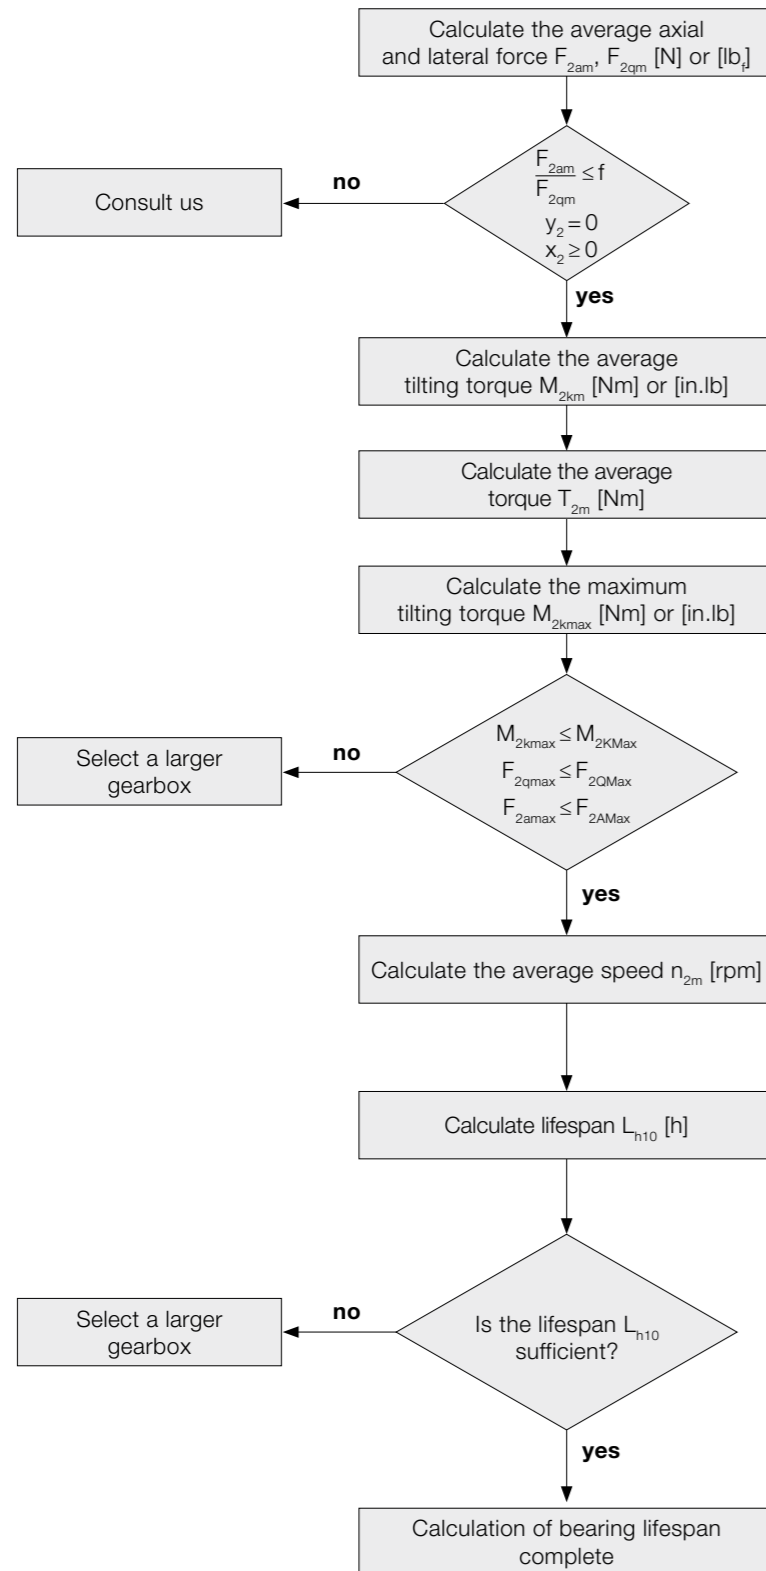 Calculate the average axial
and lateral force F₂ₐₘ, F₂qₘ [N] or [lb_f]
F₂ₐₘ
F₂qₘ
≤ f
y₂ = 0
x₂ ≥ 0
no
Consult us
yes
Calculate the average
tilting torque M₂ₖₘ [Nm] or [in.lb]
Calculate the average
torque T₂ₘ [Nm]
Calculate the maximum
tilting torque M₂ₖₘₐₓ [Nm] or [in.lb]
M₂ₖₘₐₓ ≤ M₂KMax
F₂qₘₐₓ ≤ F₂QMax
F₂ₐₘₐₓ ≤ F₂AMax
no
Select a larger
gearbox
yes
Calculate the average speed n₂ₘ [rpm]
Calculate lifespan Lₕ₁₀ [h]
Is the lifespan Lₕ₁₀
sufficient?
no
Select a larger
gearbox
yes
Calculation of bearing lifespan
complete